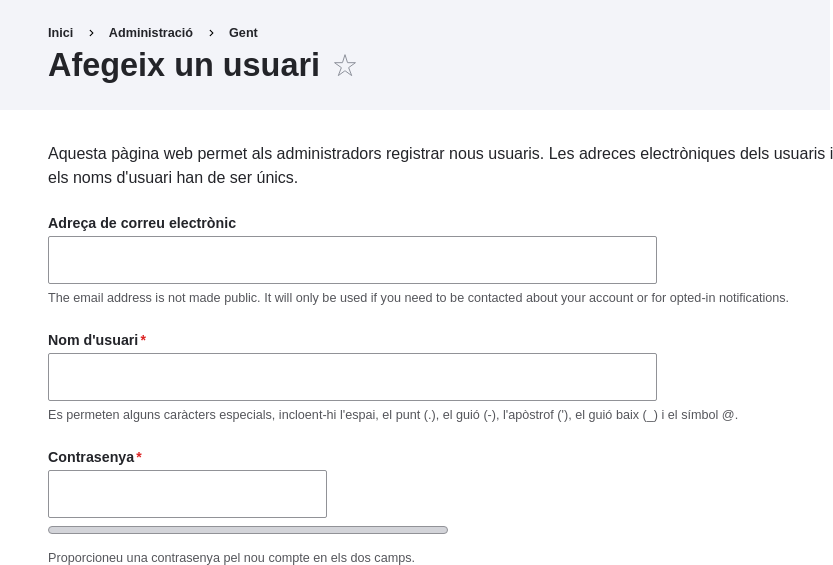 Inici > Administració > Gent
Afegeix un usuari ☆
Aquesta pàgina web permet als administradors registrar nous usuaris. Les adreces electròniques dels usuaris i
els noms d'usuari han de ser únics.
Adreça de correu electrònic
The email address is not made public. It will only be used if you need to be contacted about your account or for opted-in notifications.
Nom d'usuari*
Es permeten alguns caràcters especials, incloent-hi l'espai, el punt (.), el guió (-), l'apòstrof ('), el guió baix (_) i el símbol @.
Contrasenya*
Proporcioneu una contrasenya pel nou compte en els dos camps.